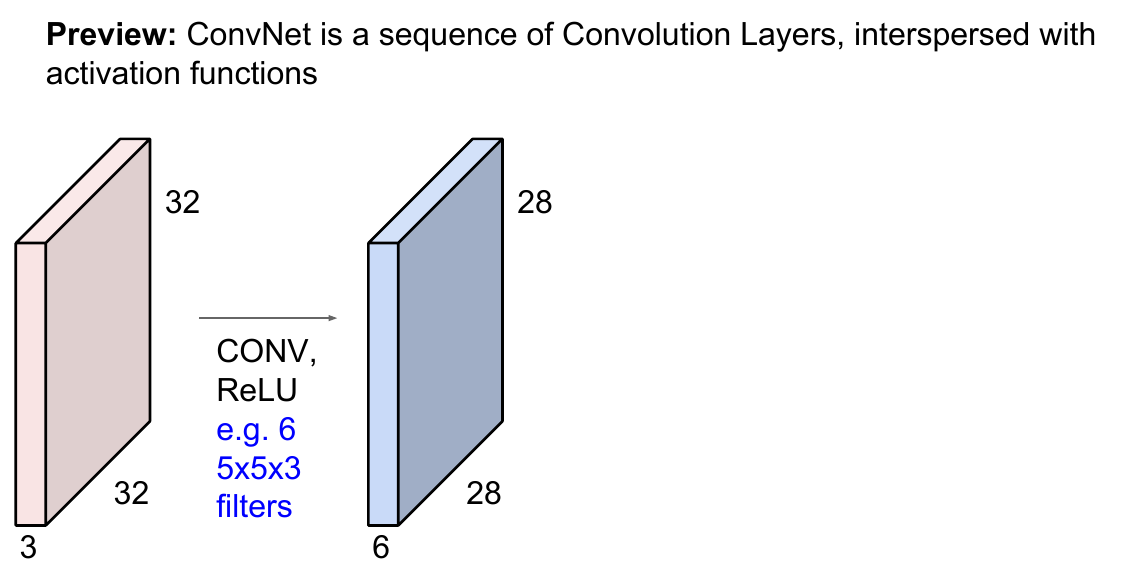 Preview: ConvNet is a sequence of Convolution Layers, interspersed with
activation functions
32
32
3
CONV,
ReLU
e.g. 6
5x5x3
filters
28
28
6